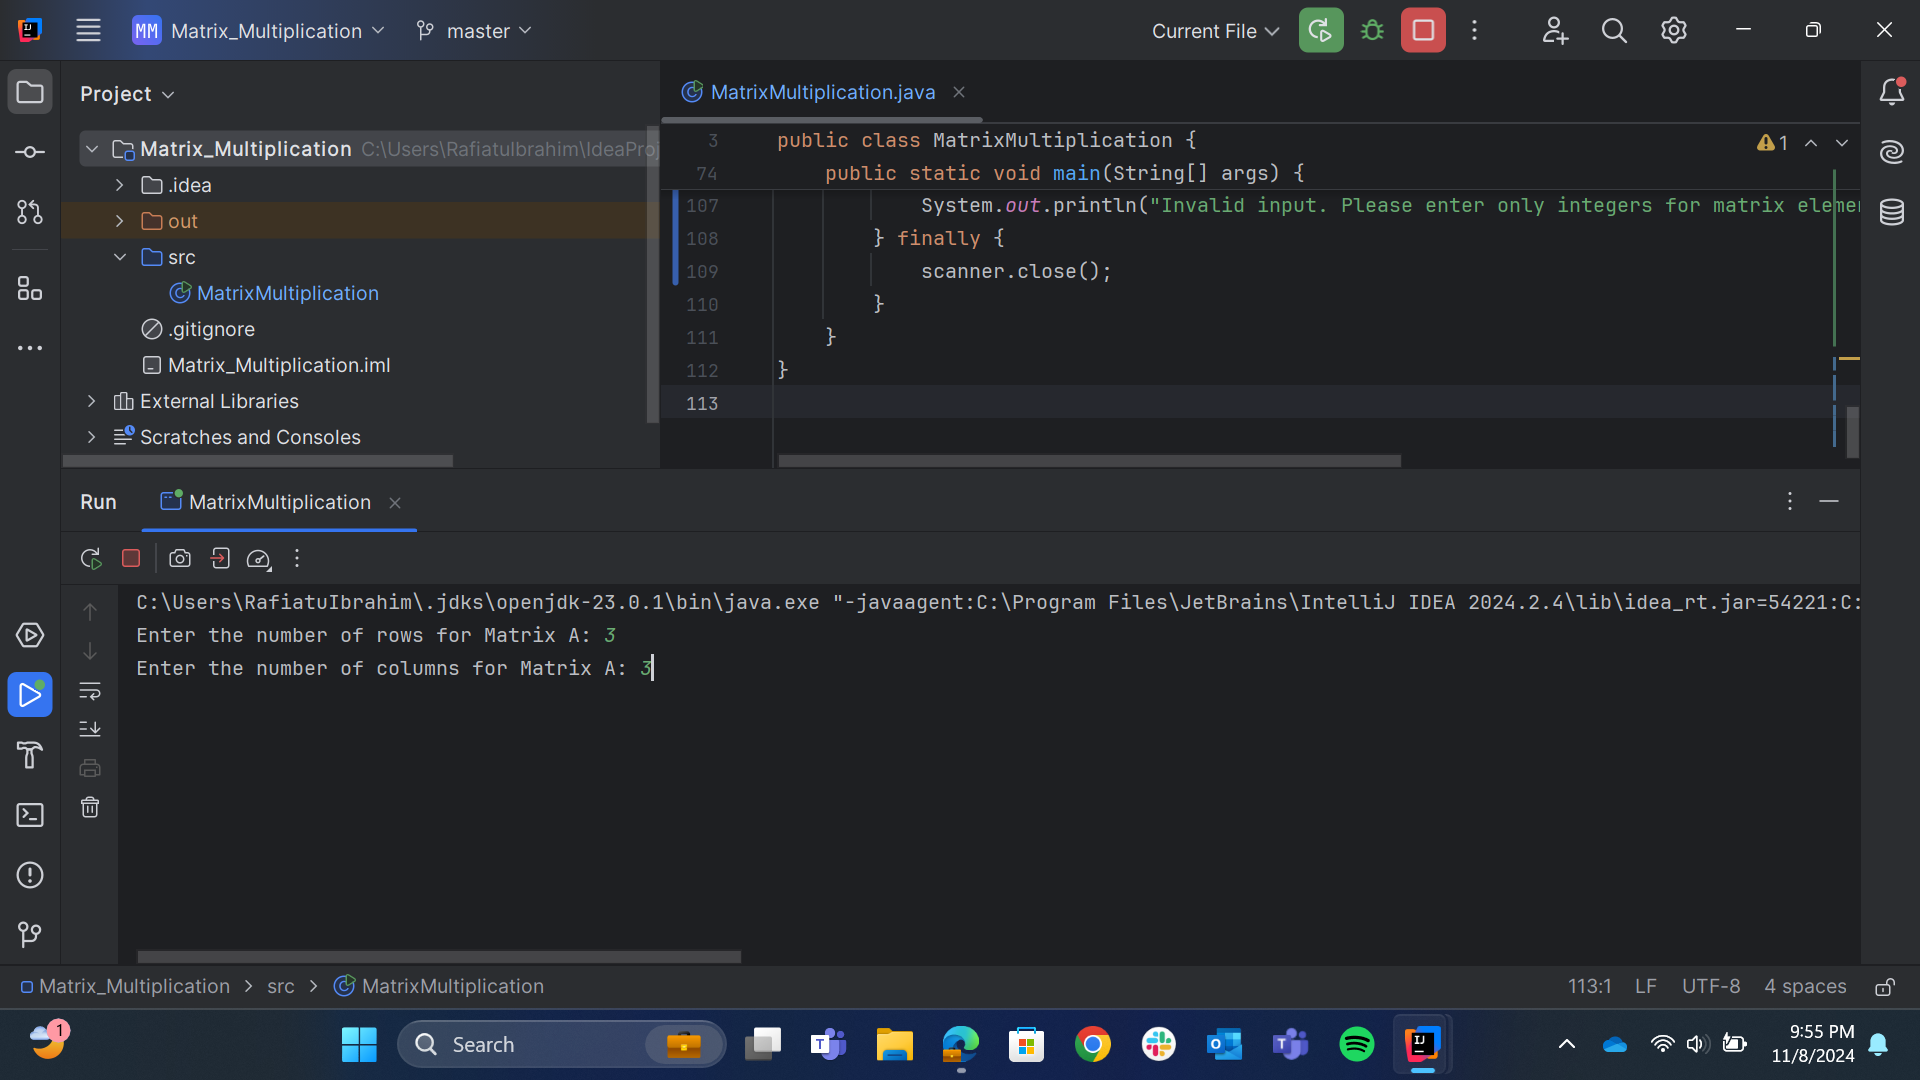 MM Matrix_Multiplication master Current File
Project
Matrix_Multiplication C:\Users\RafiatuIbrahim\IdeaProj
.idea
out
src
MatrixMultiplication
.gitignore
Matrix_Multiplication.iml
External Libraries
Scratches and Consoles
MatrixMultiplication.java
1
3 public class MatrixMultiplication {
74 public static void main(String[] args) {
107 System.out.println("Invalid input. Please enter only integers for matrix elemen
108 } finally {
109 scanner.close();
110 }
111 }
112 }
113
Run MatrixMultiplication
C:\Users\RafiatuIbrahim\.jdks\openjdk-23.0.1\bin\java.exe "-javaagent:C:\Program Files\JetBrains\IntelliJ IDEA 2024.2.4\lib\idea_rt.jar=54221:C:
Enter the number of rows for Matrix A: 3
Enter the number of columns for Matrix A: 3
Matrix_Multiplication > src > MatrixMultiplication
113:1 LF UTF-8 4 spaces
1
Search
9:55 PM
11/8/2024